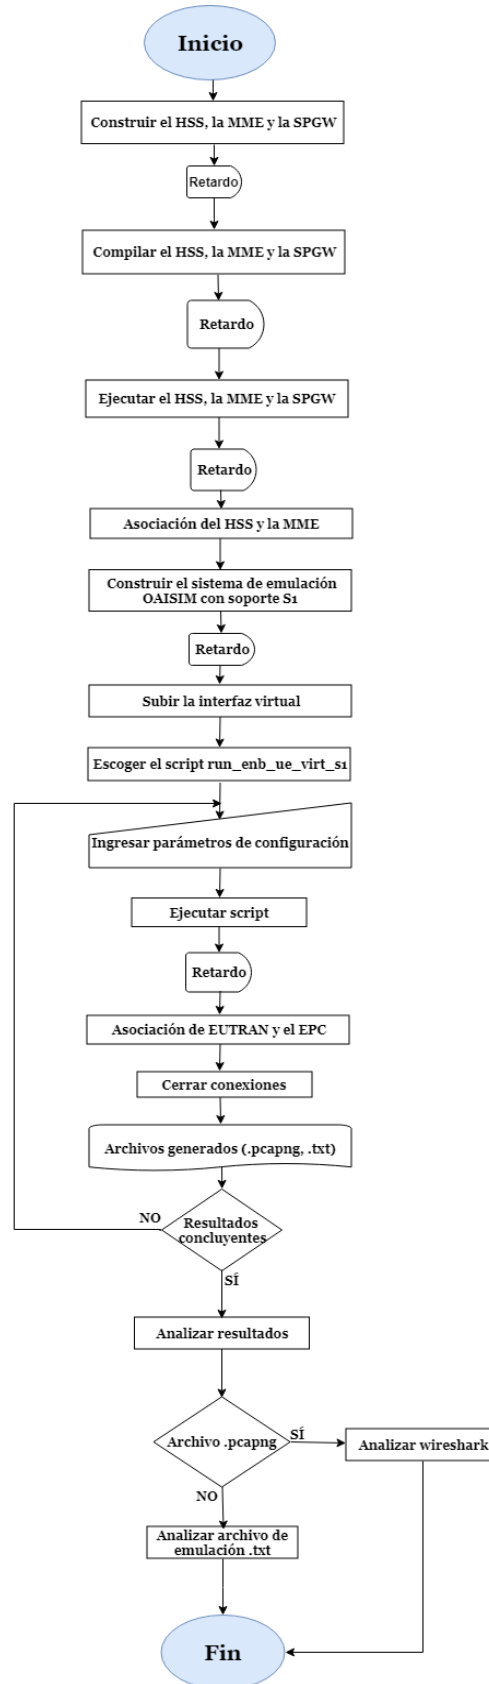 Inicio
Construir el HSS, la MME y la SPGW
Retardo
Compilar el HSS, la MME y la SPGW
Retardo
Ejecutar el HSS, la MME y la SPGW
Retardo
Asociación del HSS y la MME
Construir el sistema de emulación
OAISIM con soporte S1
Retardo
Subir la interfaz virtual
Escoger el script run_enb_ue_virt_s1
Ingresar parámetros de configuración
Ejecutar script
Retardo
Asociación de EUTRAN y el EPC
Cerrar conexiones
Archivos generados (.pcapng, .txt)
NO
Resultados
concluyentes
SÍ
Analizar resultados
Archivo .pcapng
SÍ
Analizar wireshark
NO
Analizar archivo de
emulación .txt
Fin